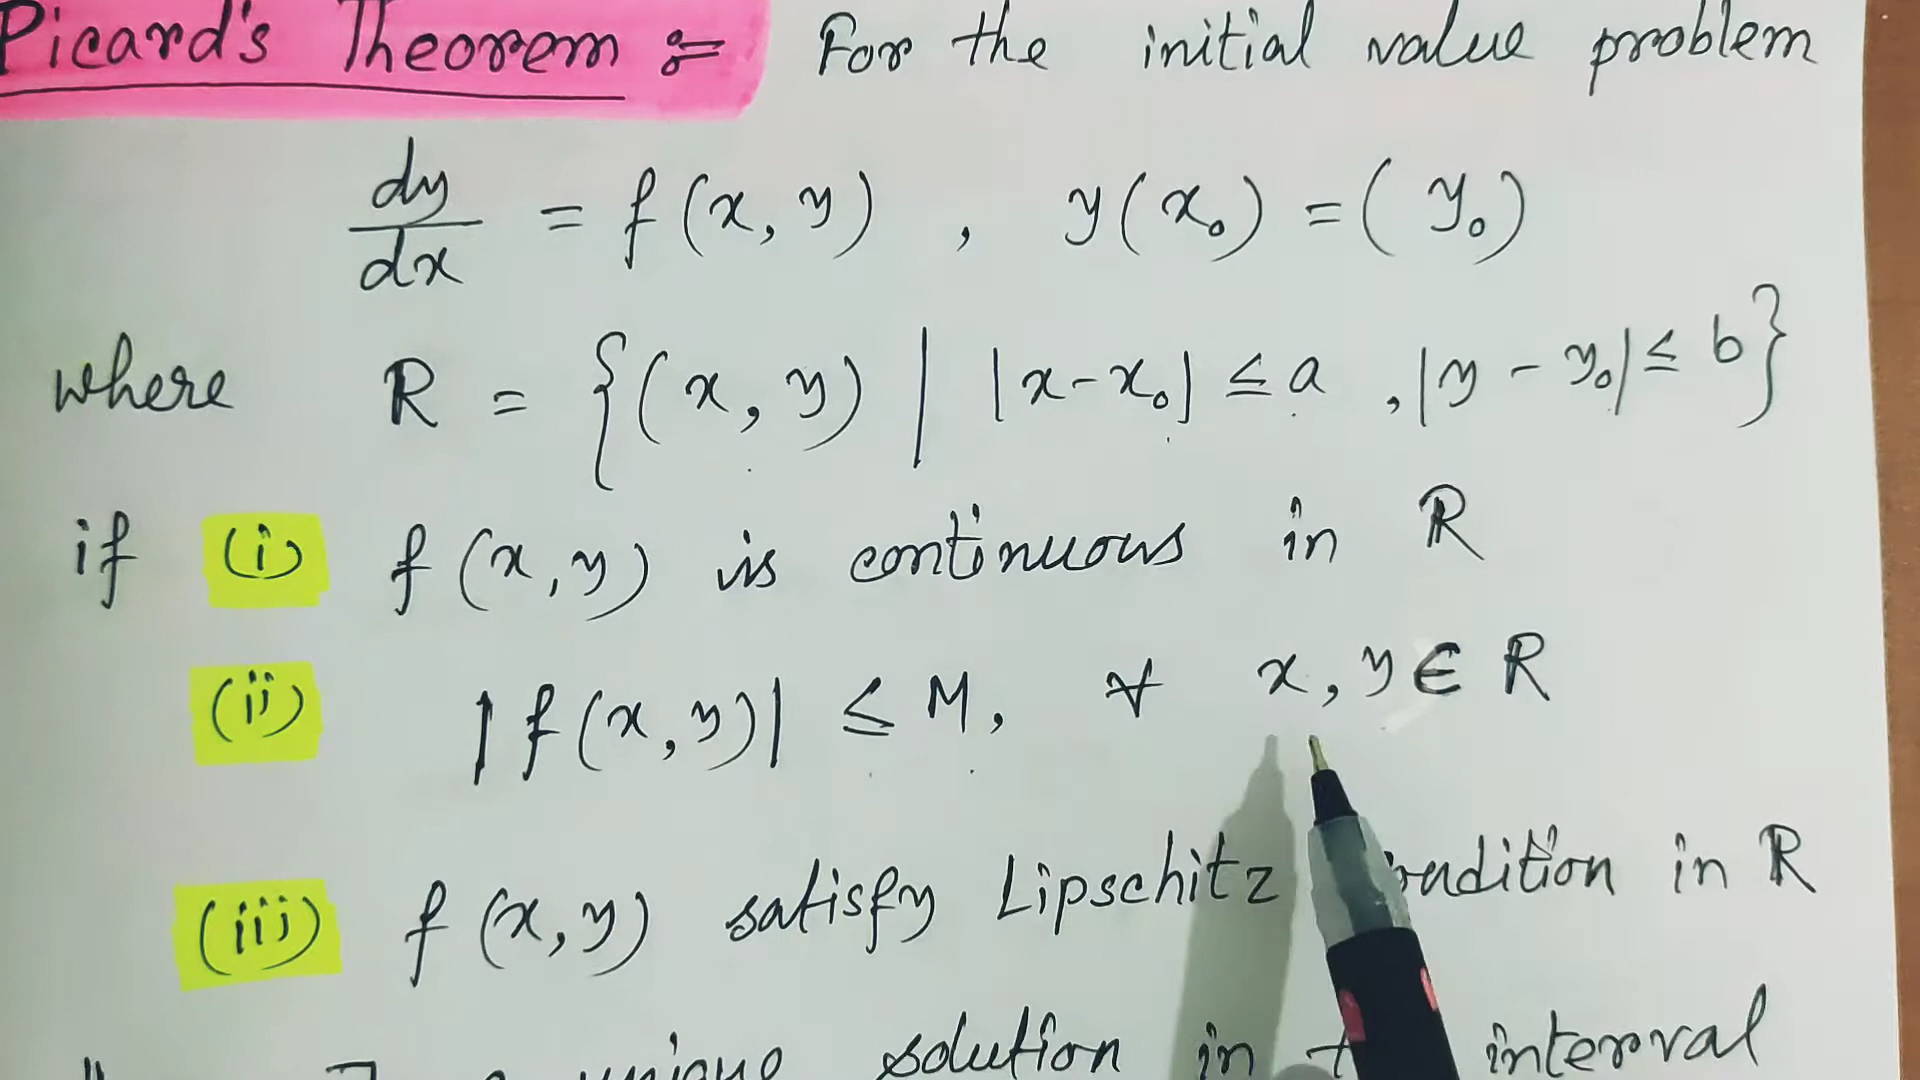 Picard's Theorem := For the initial value problem
dy/dx = f(x, y) , y(x₀) = (y₀)
where R = {(x, y) | |x-x₀| ≤ a , |y - y₀| ≤ b}
if (i) f(x,y) is continuous in R
(ii) |f(x,y)| ≤ M, ∀ x, y ∈ R
(iii) f(x,y) satisfy Lipschitz in R
unique solution in interval